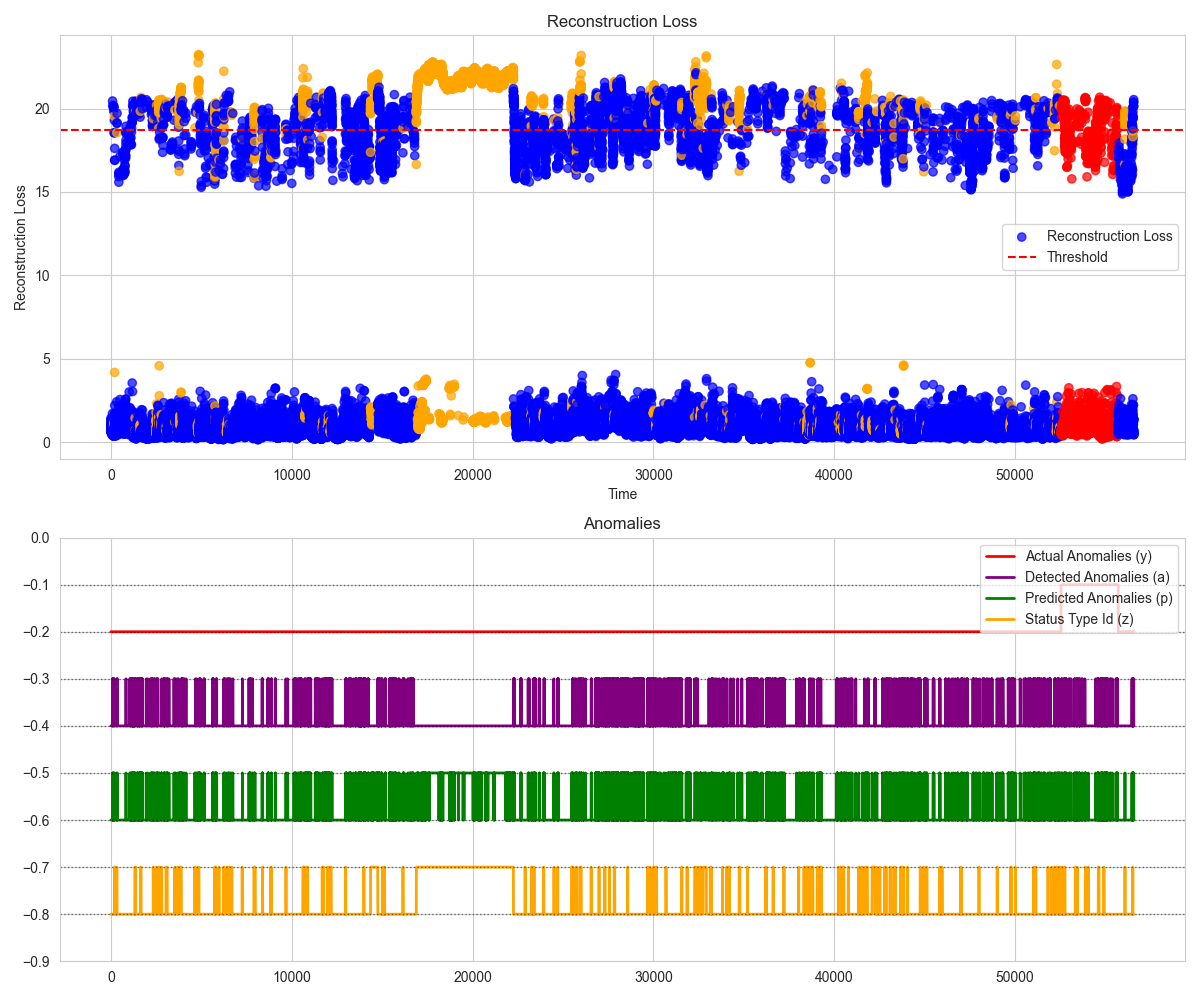 Reconstruction Loss
Reconstruction Loss
20
15
10
5
0
Reconstruction Loss
Threshold
0 10000 20000 30000 40000 50000
Time
Anomalies
0.0
−0.1
−0.2
−0.3
−0.4
−0.5
−0.6
−0.7
−0.8
−0.9
Actual Anomalies (y)
Detected Anomalies (a)
Predicted Anomalies (p)
Status Type Id (z)
0 10000 20000 30000 40000 50000